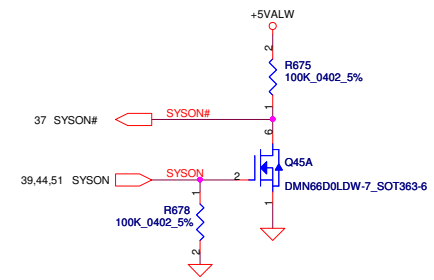 +5VALW
2
R675
100K_0402_5%
1
37 SYSON# SYSON#
6
Q45A
39,44,51 SYSON SYSON 2
DMN66D0LDW-7_SOT363-6
1
1
R678
100K_0402_5%
2